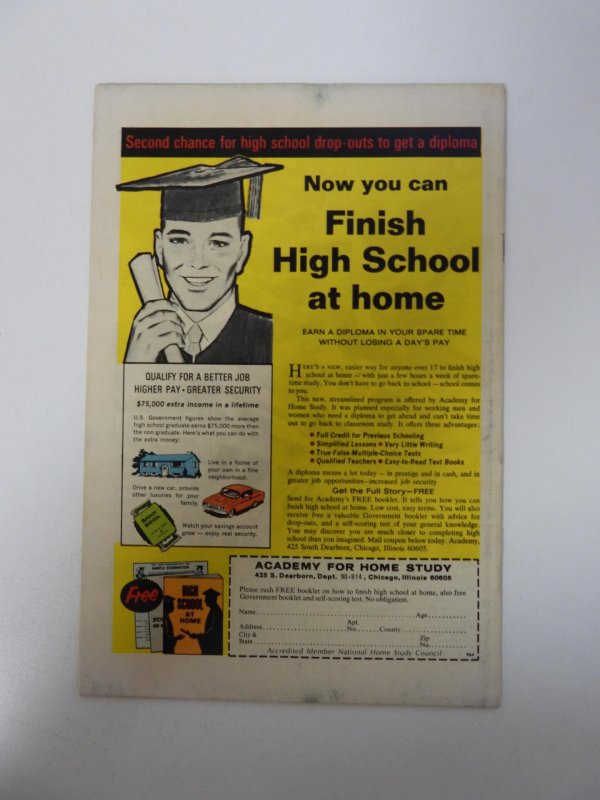 Second chance for high school drop-outs to get a diploma
Now you can
Finish
High School
at home
EARN A DIPLOMA IN YOUR SPARE TIME
WITHOUT LOSING A DAY'S PAY
QUALIFY FOR A BETTER JOB
HIGHER PAY • GREATER SECURITY
$75,000 extra income in a lifetime
U.S. Government figures show the average
high school graduate earns $75,000 more than
the non-graduate. Here's what you can do with
the extra money:
Live in a home of
your own in a fine
neighborhood.
Drive a new car, provide
other luxuries for your
family.
Watch your savings account
grow — enjoy real security.
HERE'S A NEW, easier way for anyone over 17 to finish high
school at home — with just a few hours a week of spare-
time study. You don't have to go back to school — school comes
to you.
This new, streamlined program is offered by Academy for
Home Study. It was planned especially for working men and
women who need a diploma to get ahead and can't take time
out to go back to classroom study. It offers these advantages:
• Full Credit for Previous Schooling
• Simplified Lessons • Very Little Writing
• True-False Multiple-Choice Tests
• Qualified Teachers • Easy-to-Read Text Books
A diploma means a lot today — in prestige and in cash, and in
greater job opportunities—increased job security
Get the Full Story—FREE
Send for Academy's FREE booklet. It tells you how you can
finish high school at home. Low cost, easy terms. You will also
receive free a valuable Government booklet with advice for
drop-outs, and a self-scoring test of your general knowledge.
You may discover you are much closer to completing high
school than you imagined. Mail coupon below today, Academy,
425 South Dearborn, Chicago, Illinois 60605.
Free
SAMPLE EXAMINATION
HIGH
SCHOOL
AT
HOME
ACADEMY FOR HOME STUDY
425 S. Dearborn, Dept. 90-914, Chicago, Illinois 60605
Please rush FREE booklet on how to finish high school at home, also free
Government booklet and self-scoring test. No obligation.
Name Age
Apt.
Address No. County
City & Zip
State No.
Accredited Member National Home Study Council 964